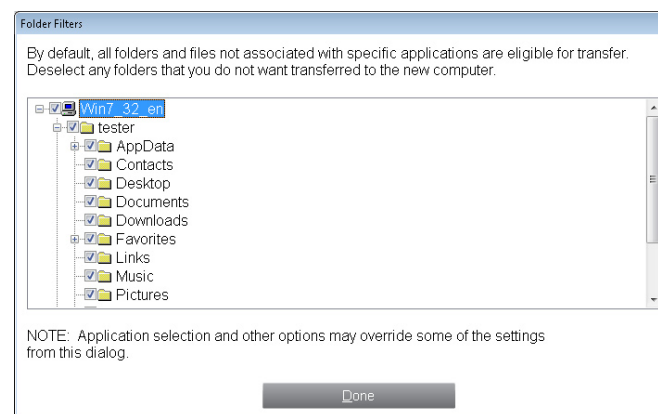 Folder Filters
By default, all folders and files not associated with specific applications are eligible for transfer.
Deselect any folders that you do not want transferred to the new computer.
Win7_32_en
tester
AppData
Contacts
Desktop
Documents
Downloads
Favorites
Links
Music
Pictures
NOTE:  Application selection and other options may override some of the settings
from this dialog.
Done